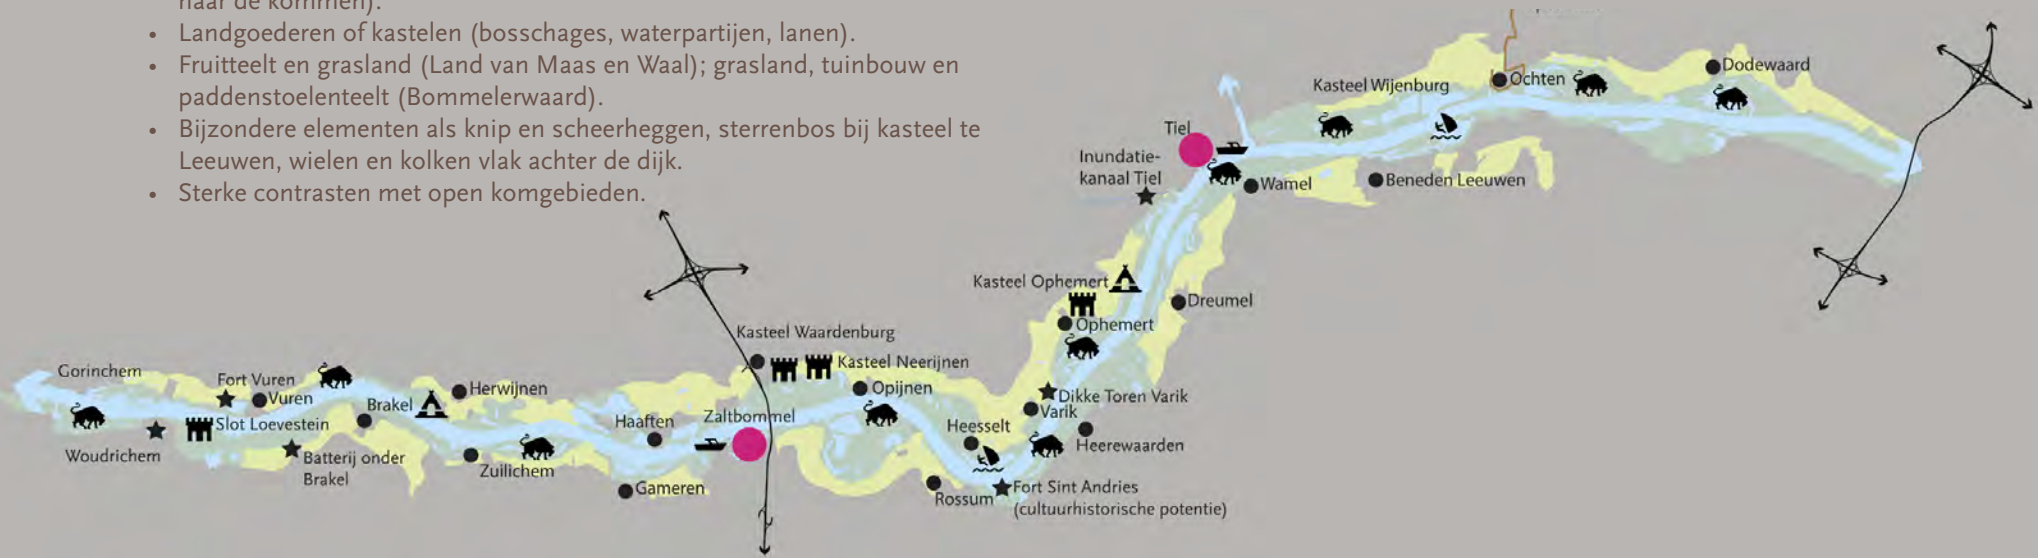 naar de kommen).
• Landgoederen of kastelen (bosschages, waterpartijen, lanen).
• Fruitteelt en grasland (Land van Maas en Waal); grasland, tuinbouw en
paddenstoelenteelt (Bommelerwaard).
• Bijzondere elementen als knip en scheerheggen, sterrenbos bij kasteel te
Leeuwen, wielen en kolken vlak achter de dijk.
• Sterke contrasten met open komgebieden.
Dodewaard
Ochten
Kasteel Wijenburg
Tiel
Inundatie-
kanaal Tiel
Wamel
Beneden Leeuwen
Kasteel Ophemert
Dreumel
Ophemert
Kasteel Waardenburg
Kasteel Neerijnen
Opijnen
Gorinchem
Fort Vuren
Vuren
Herwijnen
Brakel
Slot Loevestein
Haaften
Zaltbommel
Dikke Toren Varik
Varik
Heesselt
Heerewaarden
Woudrichem
Batterij onder
Brakel
Zuilichem
Gameren
Rossum
Fort Sint Andries
(cultuurhistorische potentie)